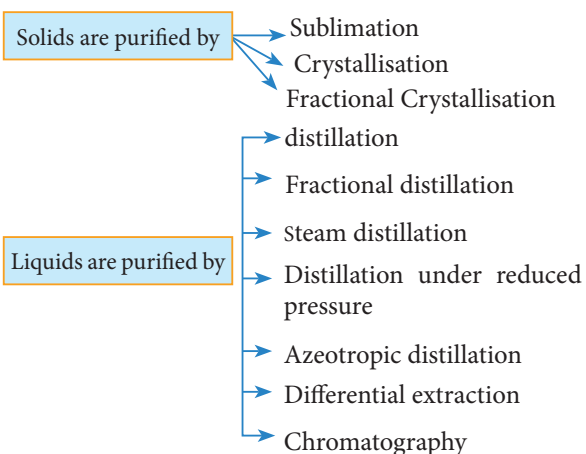 Solids are purified by
Sublimation
Crystallisation
Fractional Crystallisation
Liquids are purified by
distillation
Fractional distillation
Steam distillation
Distillation under reduced
pressure
Azeotropic distillation
Differential extraction
Chromatography